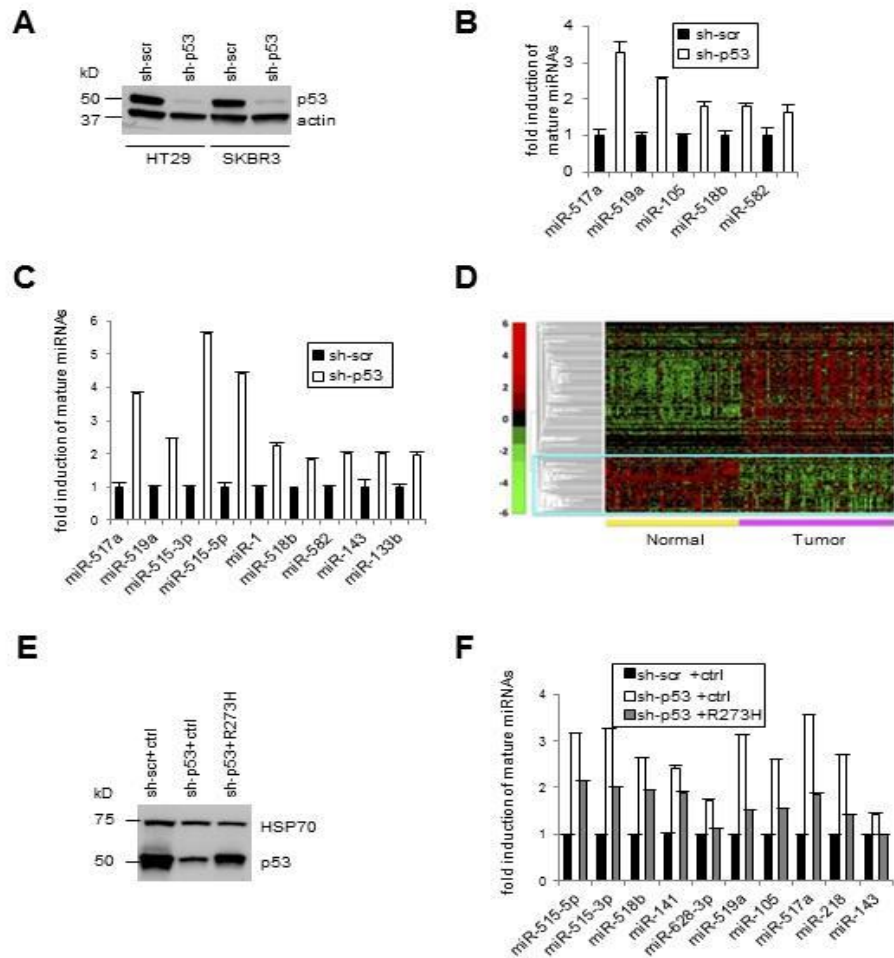 A
kD
sh-scr
sh-p53
sh-scr
sh-p53
50
p53
37
actin
HT29 SKBR3
B
fold induction of
mature miRNAs
sh-scr
sh-p53
4
3
2
1
0
miR-517a
miR-519a
miR-105
miR-518b
miR-582
C
fold induction of mature miRNAs
sh-scr
sh-p53
6
5
4
3
2
1
0
miR-517a
miR-519a
miR-515-3p
miR-515-5p
miR-1
miR-518b
miR-582
miR-143
miR-133b
D
6
4
2
0
-2
-4
-6
Normal Tumor
E
kD
sh-scr+ctrl
sh-p53+ctrl
sh-p53+R273H
75
HSP70
50
p53
F
fold induction of mature miRNAs
sh-scr +ctrl
sh-p53 +ctrl
sh-p53 +R273H
4
3
2
1
0
miR-515-5p
miR-515-3p
miR-518b
miR-141
miR-628-3p
miR-519a
miR-105
miR-517a
miR-218
miR-143